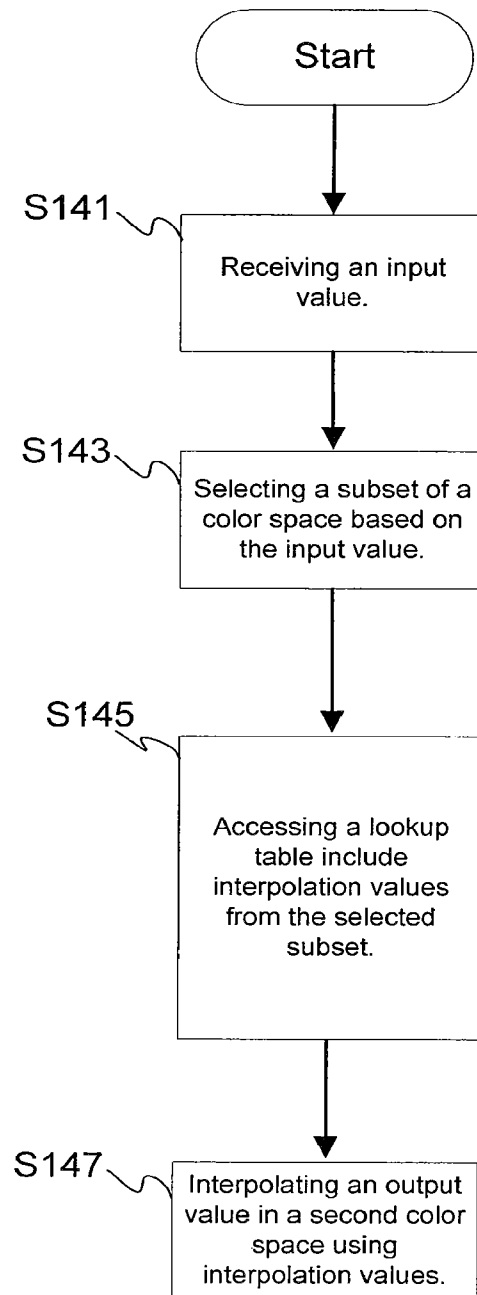 Start
S141
Receiving an input
value.
S143
Selecting a subset of a
color space based on
the input value.
S145
Accessing a lookup
table include
interpolation values
from the selected
subset.
S147
Interpolating an output
value in a second color
space using
interpolation values.